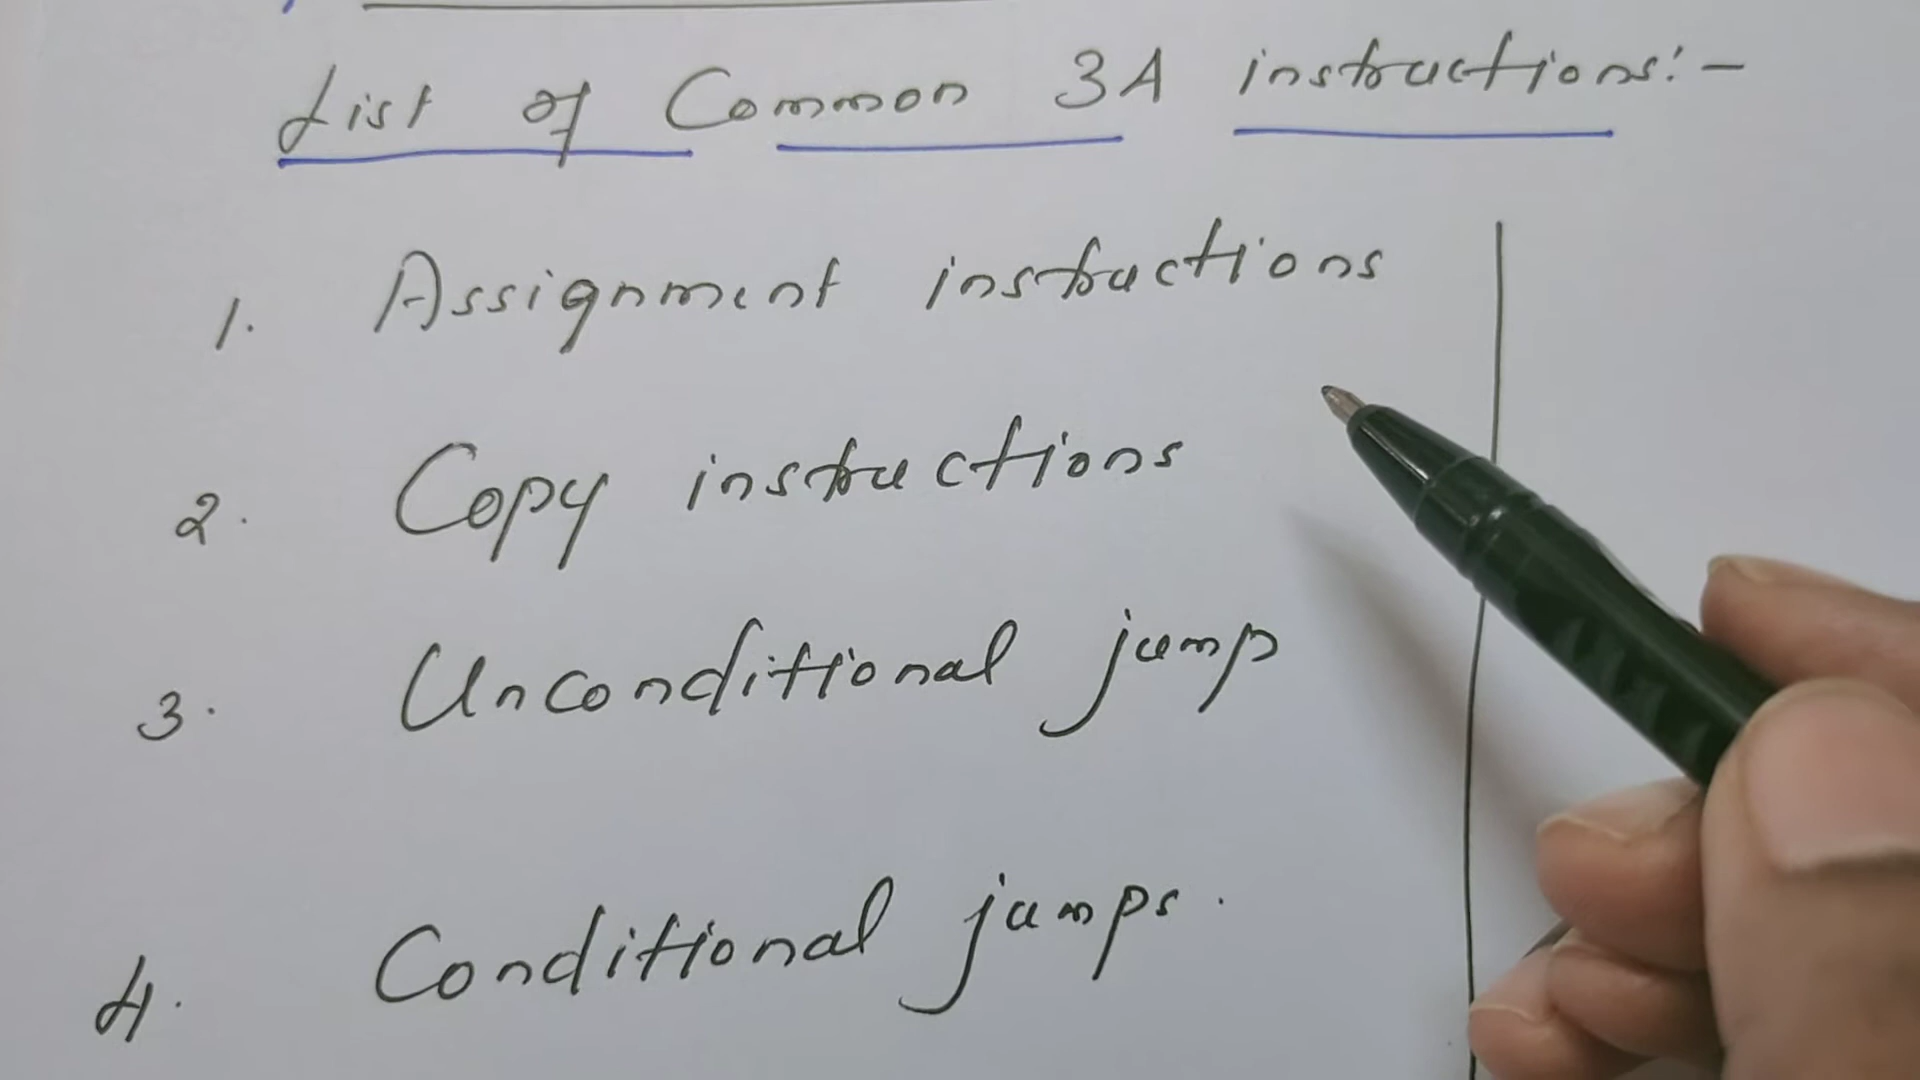 List of Common 3A instructions:-
1. Assignment instructions
2. Copy instructions
3. Unconditional jump
4. Conditional jumps.